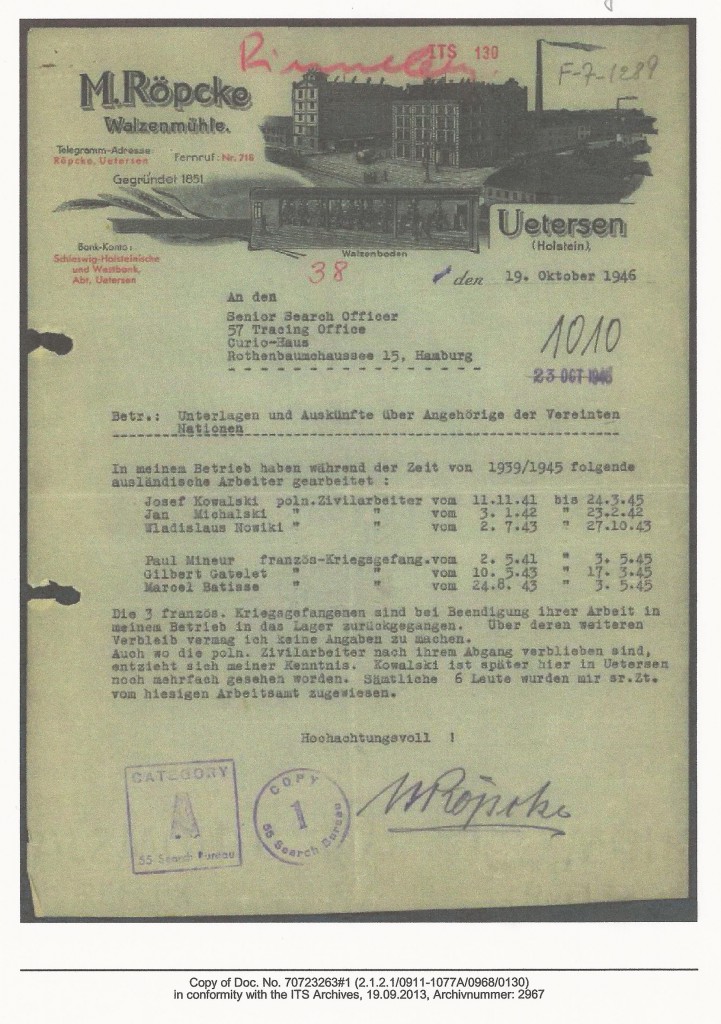 ITS 130
F-7-1289
M. Röpcke
Walzenmühle.
Telegramm-Adresse:
Röpcke, Uetersen
Fernruf: Nr. 718
Gegründet 1851.
Bank-Konto:
Schleswig-Holsteinische
und Westbank,
Abt. Uetersen
Walzenboden
Uetersen
(Holstein),
38
den 19. Oktober 1946
An den
Senior Search Officer
57 Tracing Office
Curio-Haus
Rothenbaumchaussee 15, Hamburg
1010
23 OCT 1946
Betr.: Unterlagen und Auskünfte über Angehörige der Vereinten
Nationen
In meinem Betrieb haben während der Zeit von 1939/1945 folgende
ausländische Arbeiter gearbeitet :
Josef Kowalski poln.Zivilarbeiter vom 11.11.41 bis 24.3.45
Jan Michalski " " vom 3. 1.42 " 23.2.42
Wladislaus Nowiki " " vom 2. 7.43 " 27.10.43
Paul Mineur französ-Kriegsgefang.vom 2. 5.41 " 3. 5.45
Gilbert Gatelet " " vom 10. 5.43 " 17. 3.45
Marcel Batisse " " vom 24.8. 43 " 3. 5.45
Die 3 französ. Kriegsgefangenen sind bei Beendigung ihrer Arbeit in
meinem Betrieb in das Lager zurückgegangen. Über deren weiteren
Verbleib vermag ich keine Angaben zu machen.
Auch wo die poln. Zivilarbeiter nach ihrem Abgang verblieben sind,
entzieht sich meiner Kenntnis. Kowalski ist später hier in Uetersen
noch mehrfach gesehen worden. Sämtliche 6 Leute wurden mir sr.Zt.
vom hiesigen Arbeitsamt zugewiesen.
Hochachtungsvoll !
CATEGORY
A
55 Search Bureau
COPY
1
55 Search Bureau
MRöpcke
Copy of Doc. No. 70723263#1 (2.1.2.1/0911-1077A/0968/0130)
in conformity with the ITS Archives, 19.09.2013, Archivnummer: 2967